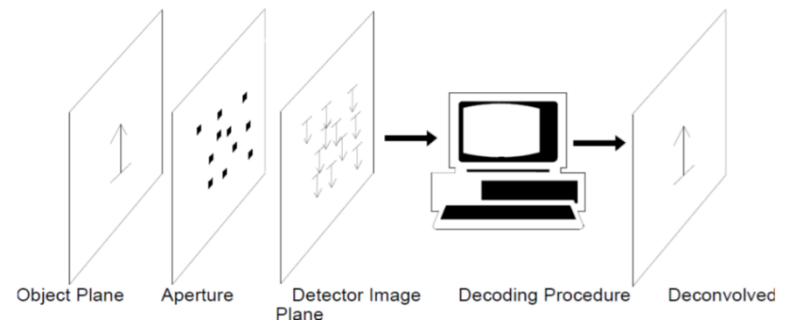 Object Plane Aperture Detector Image Decoding Procedure Deconvolved
Plane